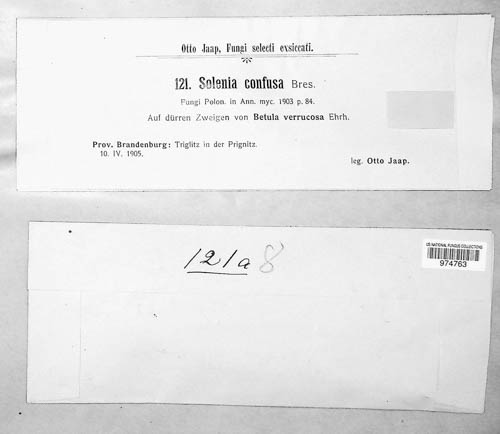 Otto Jaap, Fungi selecti exsiccati.
121. Solenia confusa Bres.
Fungi Polon. in Ann. myc. 1903 p. 84.
Auf dürren Zweigen von Betula verrucosa Ehrh.
Prov. Brandenburg: Triglitz in der Prignitz.
10. IV. 1905.
leg. Otto Jaap.
121a 8
US NATIONAL FUNGUS COLLECTIONS
974763